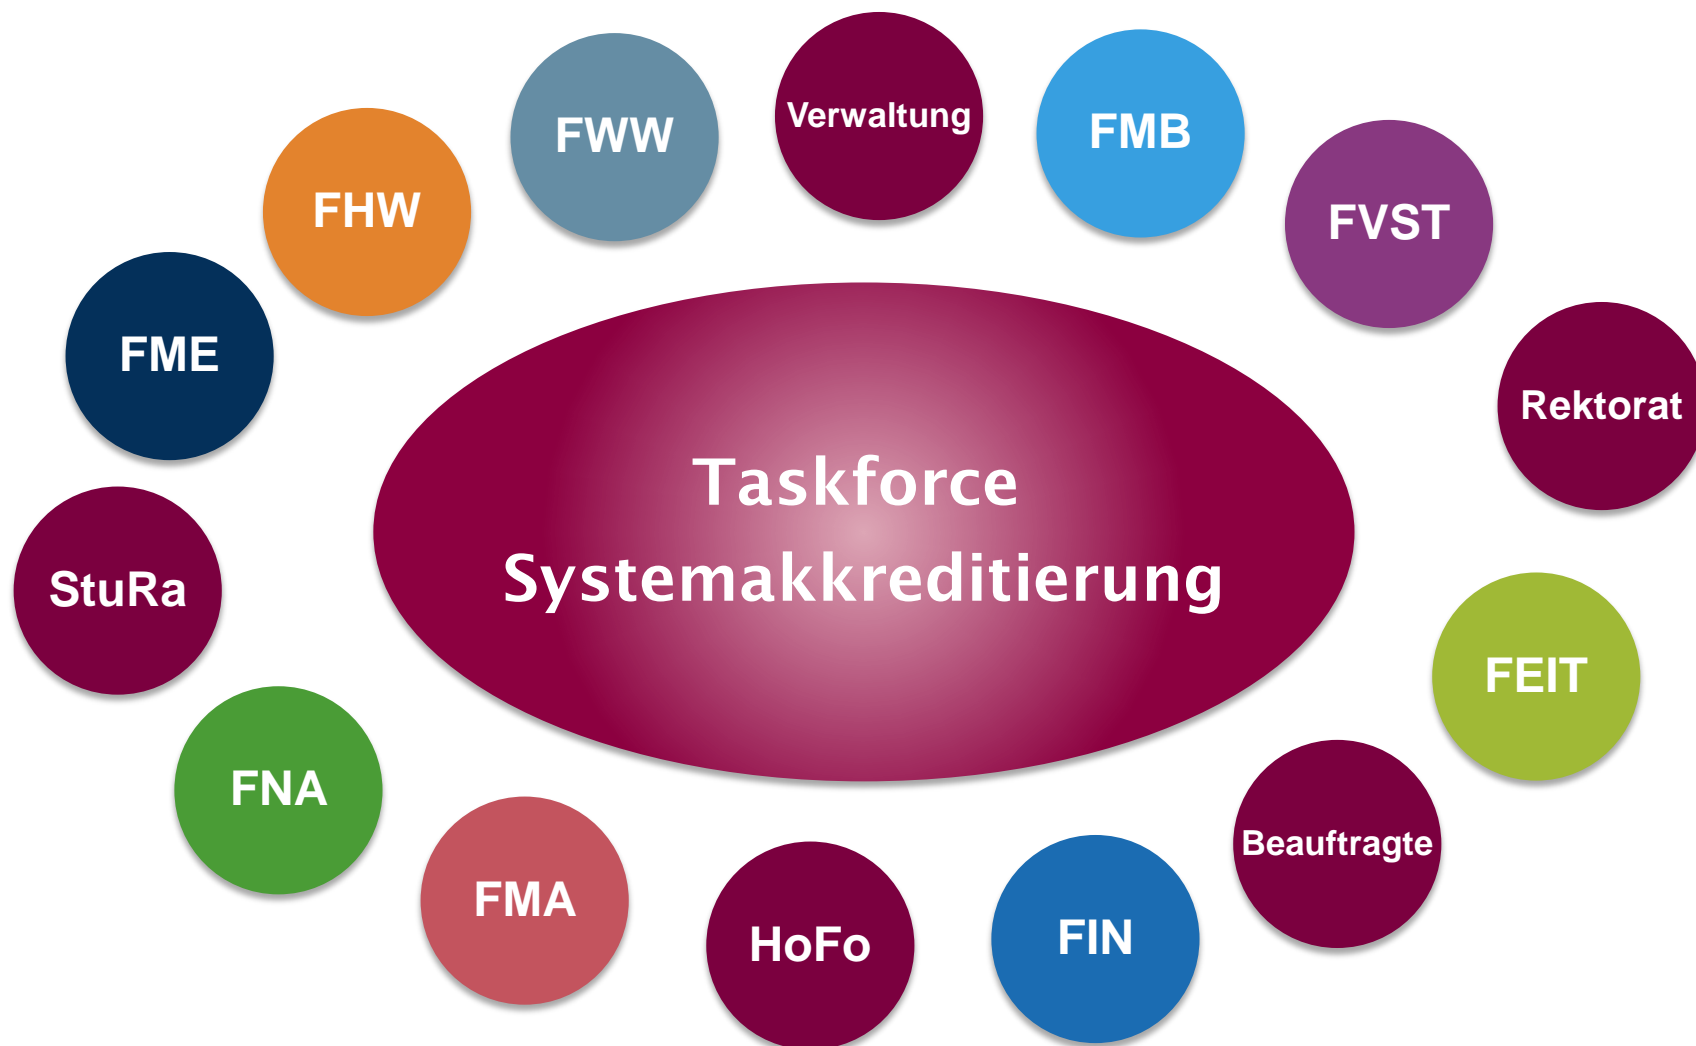 Verwaltung
FWW
FMB
FHW
FVST
FME
Rektorat
Taskforce
Systemakkreditierung
StuRa
FEIT
FNA
Beauftragte
FMA
HoFo
FIN